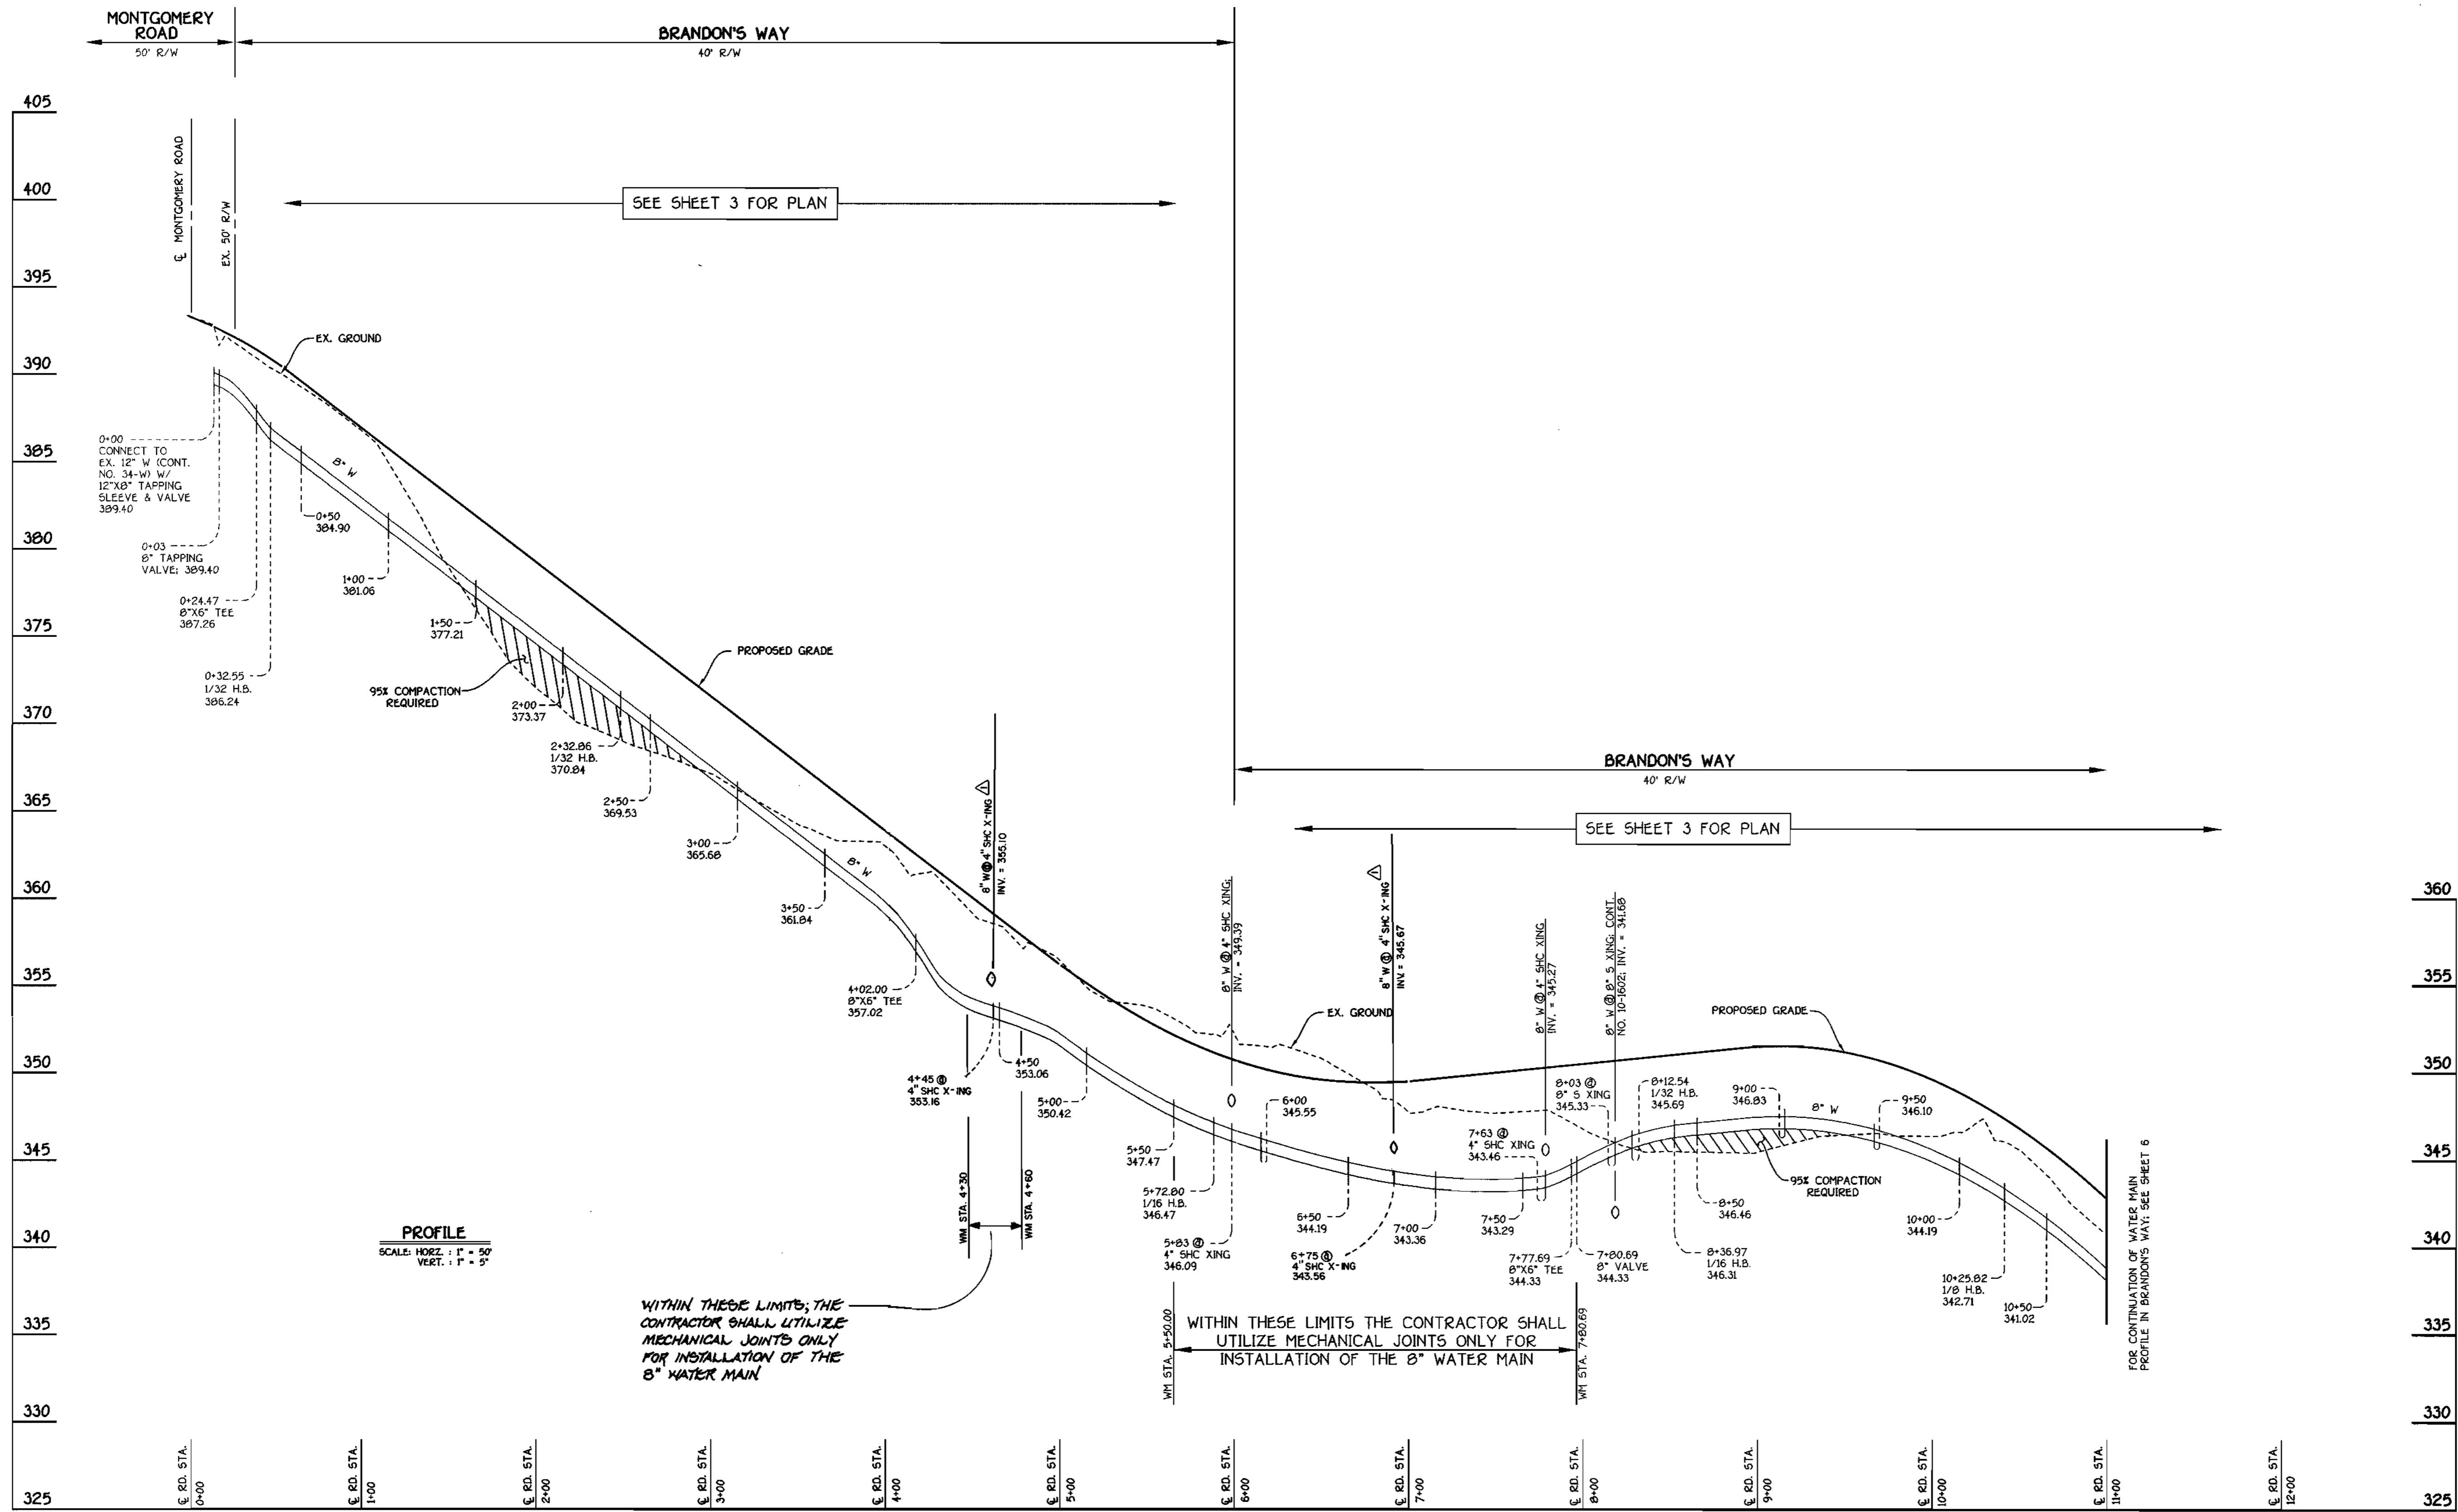 MONTGOMERY
ROAD
50' R/W
BRANDON'S WAY
40' R/W
405
400
395
390
385
380
375
370
365
360
355
350
345
340
335
330
325
℄ MONTGOMERY ROAD
EX. 50' R/W
SEE SHEET 3 FOR PLAN
EX. GROUND
0+00
CONNECT TO
EX. 12" W (CONT.
NO. 34-W) W/
12"X8" TAPPING
SLEEVE & VALVE
389.40
0+03
8" TAPPING
VALVE; 389.40
0+24.47
8"X6" TEE
387.26
0+32.55
1/32 H.B.
386.24
8" W
0+50
384.90
1+00
381.06
1+50
377.21
95% COMPACTION
REQUIRED
2+00
373.37
2+32.86
1/32 H.B.
370.84
2+50
369.53
PROPOSED GRADE
3+00
365.68
3+50
361.84
8" W
4+02.00
8"X6" TEE
357.02
8" W @ 4" SHC X-ING 1
INV. = 355.10
4+45 @
4" SHC X-ING
353.16
4+50
353.06
5+00
350.42
WM STA. 4+30
WM STA. 4+60
5+50
347.47
5+72.80
1/16 H.B.
346.47
5+83 @
4" SHC XING
346.09
8" W @ 4" SHC XING;
INV. = 349.39
6+00
345.55
EX. GROUND
8" W @ 4" SHC X-ING 1
INV. = 345.67
6+50
344.19
6+75 @
4" SHC X-ING
343.56
7+00
343.36
7+50
343.29
7+63 @
4" SHC XING
343.46
8" W @ 4" SHC XING
INV. = 345.27
7+77.69
8"X6" TEE
344.33
7+80.69
8" VALVE
344.33
8" W @ 8" S XING; CONT.
NO. 10-1602; INV. = 341.68
8+03 @
8" S XING
345.33
8+12.54
1/32 H.B.
345.69
8+36.97
1/16 H.B.
346.31
8+50
346.46
9+00
346.83
8" W
9+50
346.10
95% COMPACTION
REQUIRED
PROPOSED GRADE
10+00
344.19
10+25.82
1/8 H.B.
342.71
10+50
341.02
BRANDON'S WAY
40' R/W
SEE SHEET 3 FOR PLAN
FOR CONTINUATION OF WATER MAIN
PROFILE IN BRANDON'S WAY; SEE SHEET 6
360
355
350
345
340
335
330
325
PROFILE
SCALE: HORZ. : 1" = 50'
VERT. : 1" = 5'
WITHIN THESE LIMITS; THE
CONTRACTOR SHALL UTILIZE
MECHANICAL JOINTS ONLY
FOR INSTALLATION OF THE
8" WATER MAIN
WM STA. 5+50.00
WITHIN THESE LIMITS THE CONTRACTOR SHALL
UTILIZE MECHANICAL JOINTS ONLY FOR
INSTALLATION OF THE 8" WATER MAIN
WM STA. 7+80.69
℄ RD. STA.
0+00
℄ RD. STA.
1+00
℄ RD. STA.
2+00
℄ RD. STA.
3+00
℄ RD. STA.
4+00
℄ RD. STA.
5+00
℄ RD. STA.
6+00
℄ RD. STA.
7+00
℄ RD. STA.
8+00
℄ RD. STA.
9+00
℄ RD. STA.
10+00
℄ RD. STA.
11+00
℄ RD. STA.
12+00